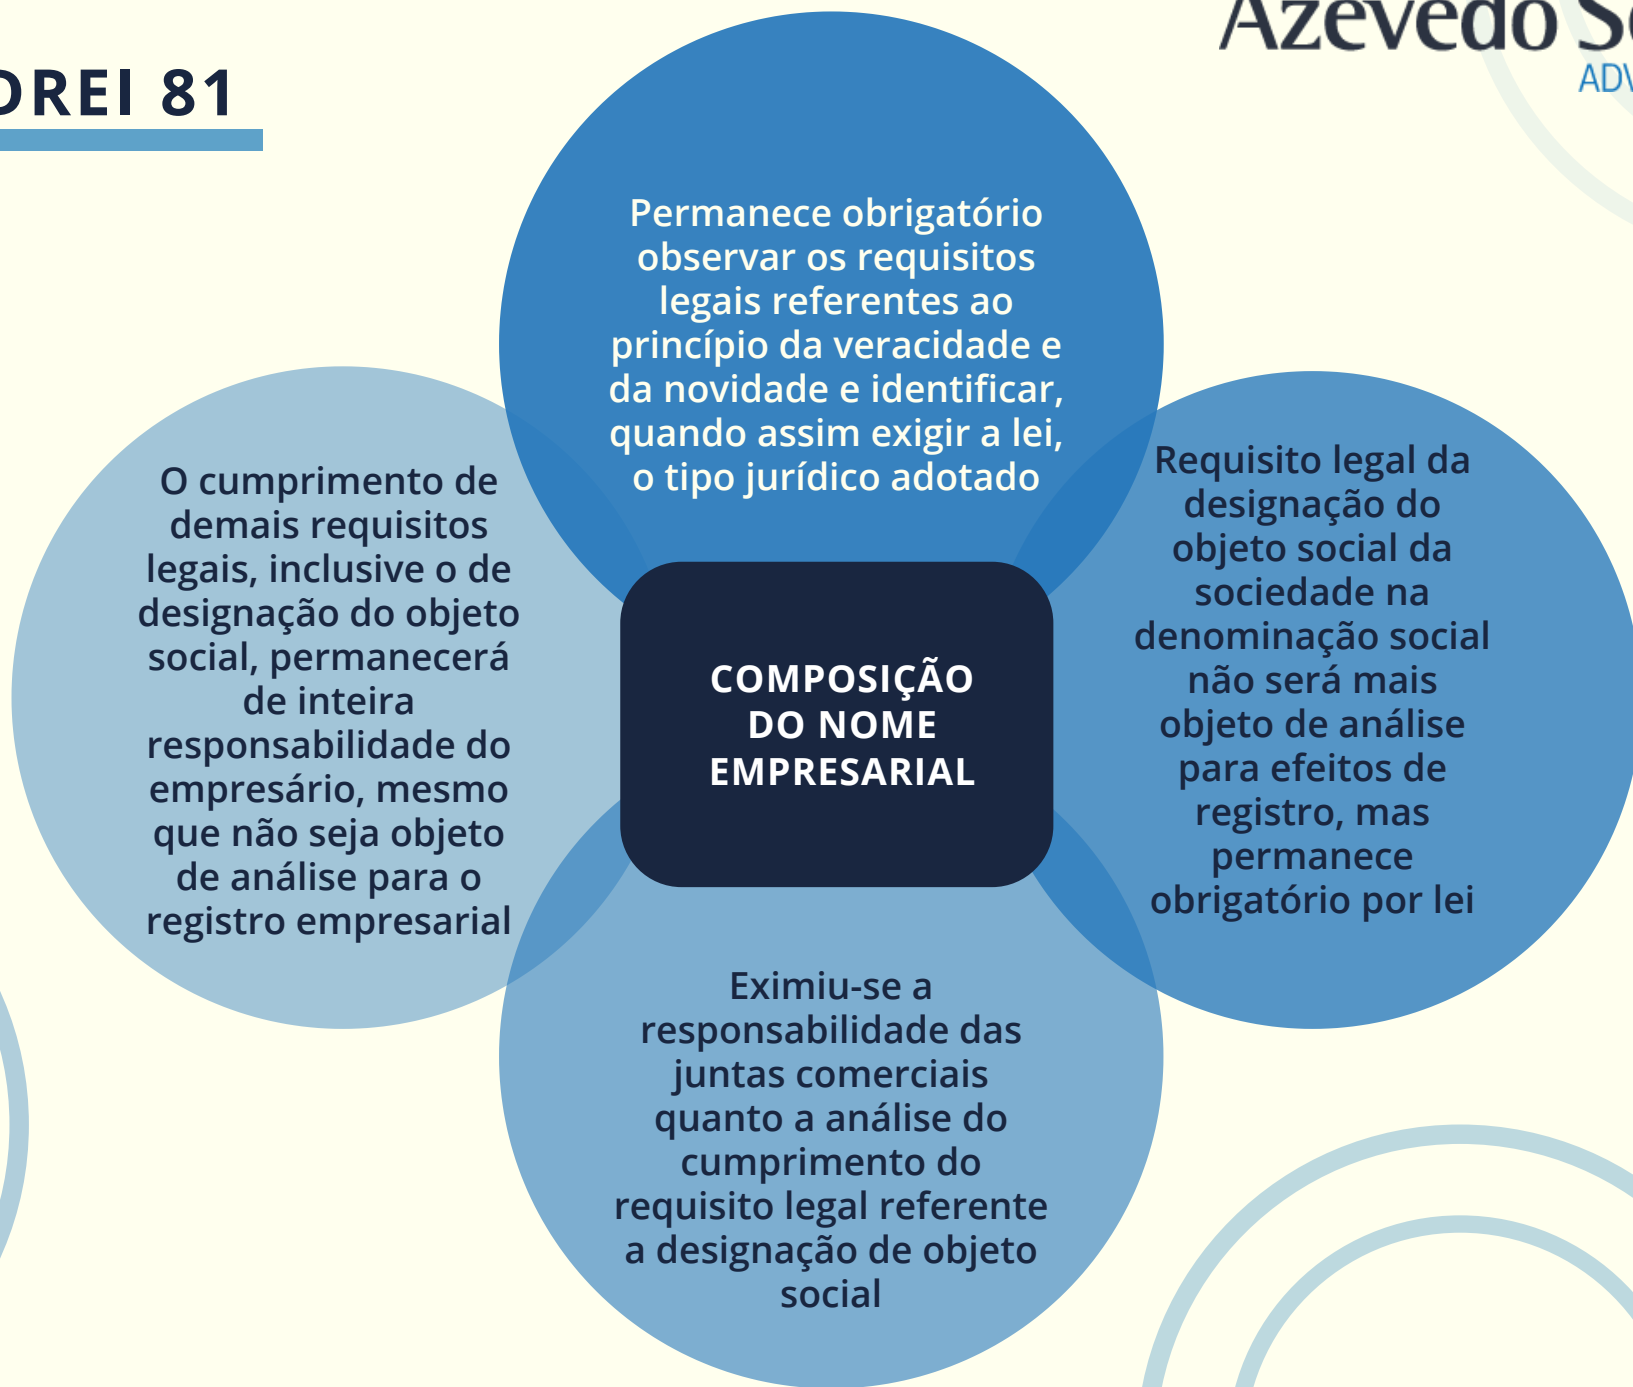 DREI 81
Azevedo
Permanece obrigatório
observar os requisitos
legais referentes ao
princípio da veracidade e
da novidade e identificar,
quando assim exigir a lei,
o tipo jurídico adotado
O cumprimento de
demais requisitos
legais, inclusive o de
designação do objeto
social, permanecerá
de inteira
responsabilidade do
empresário, mesmo
que não seja objeto
de análise para o
registro empresarial
COMPOSIÇÃO
DO NOME
EMPRESARIAL
Requisito legal da
designação do
objeto social da
sociedade na
denominação social
não será mais
objeto de análise
para efeitos de
registro, mas
permanece
obrigatório por lei
Eximiu-se a
responsabilidade das
juntas comerciais
quanto a análise do
cumprimento do
requisito legal referente
a designação de objeto
social